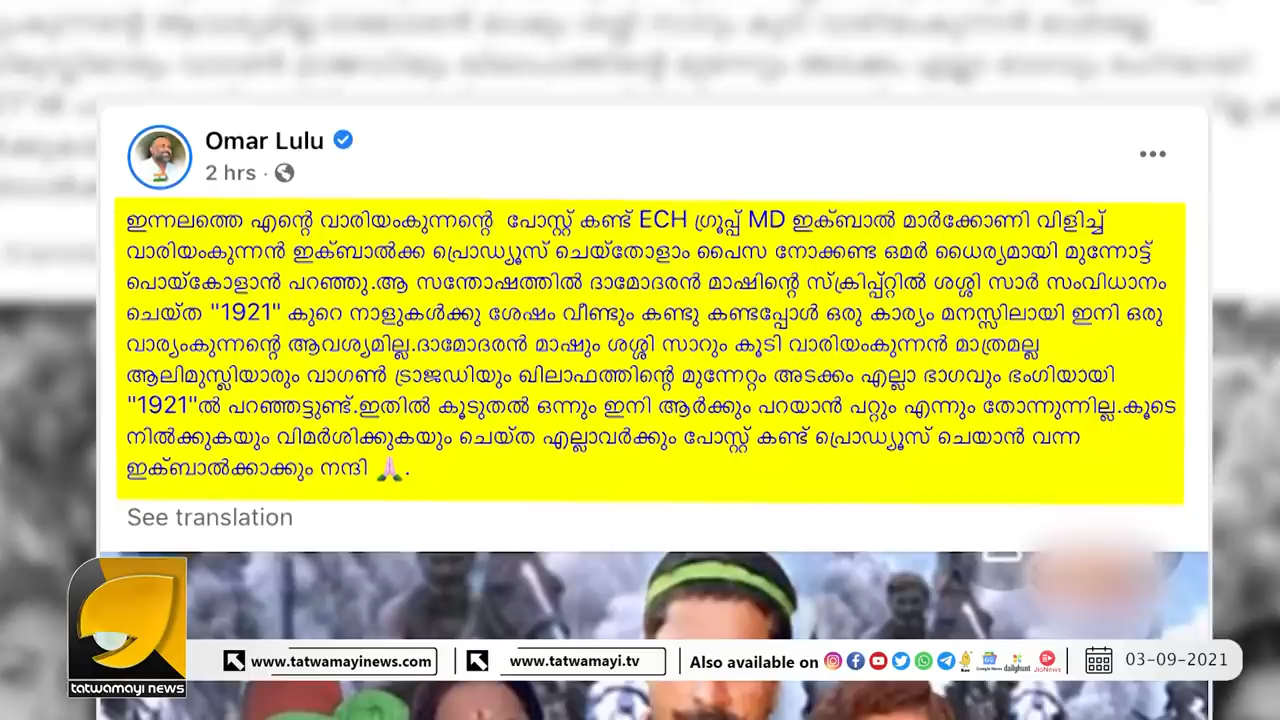 Omar Lulu
2 hrs ·
ഇന്നലത്തെ എന്റെ വാരിയംകുന്നന്റെ പോസ്റ്റ് കണ്ട് ECH ഗ്രൂപ്പ് MD ഇക്ബാൽ മാർക്കോണി വിളിച്ച്
വാരിയംകുന്നൻ ഇക്ബാൽക്ക പ്രൊഡ്യൂസ് ചെയ്തോളാം പൈസ നോക്കണ്ട ഒമർ ധൈര്യമായി മുന്നോട്ട്
പൊയ്കോളാൻ പറഞ്ഞു.ആ സന്തോഷത്തിൽ ദാമോദരൻ മാഷിന്റെ സ്ക്രിപ്പ്റ്റിൽ ശശ്ശി സാർ സംവിധാനം
ചെയ്ത "1921" കുറെ നാളുകൾക്കു ശേഷം വീണ്ടും കണ്ടു കണ്ടപ്പോൾ ഒരു കാര്യം മനസ്സിലായി ഇനി ഒരു
വാര്യംകുന്നന്റെ ആവശ്യമില്ല.ദാമോദരൻ മാഷും ശശ്ശി സാറും കൂടി വാരിയംകുന്നൻ മാത്രമല്ല
ആലിമുസ്ലിയാരും വാഗൺ ട്രാജഡിയും ഖിലാഫത്തിന്റെ മുന്നേറ്റം അടക്കം എല്ലാ ഭാഗവും ഭംഗിയായി
"1921"ൽ പറഞ്ഞട്ടുണ്ട്.ഇതിൽ കൂടുതൽ ഒന്നും ഇനി ആർക്കും പറയാൻ പറ്റും എന്നും തോന്നുന്നില്ല.കൂടെ
നിൽക്കുകയും വിമർശിക്കുകയും ചെയ്ത എല്ലാവർക്കും പോസ്റ്റ് കണ്ട് പ്രൊഡ്യൂസ് ചെയാൻ വന്ന
ഇക്ബാൽക്കാക്കും നന്ദി 🙏.
See translation
tatwamayi news
www.tatwamayinews.com
www.tatwamayi.tv
Also available on
Google News
dailyhunt
JioNews
03-09-2021